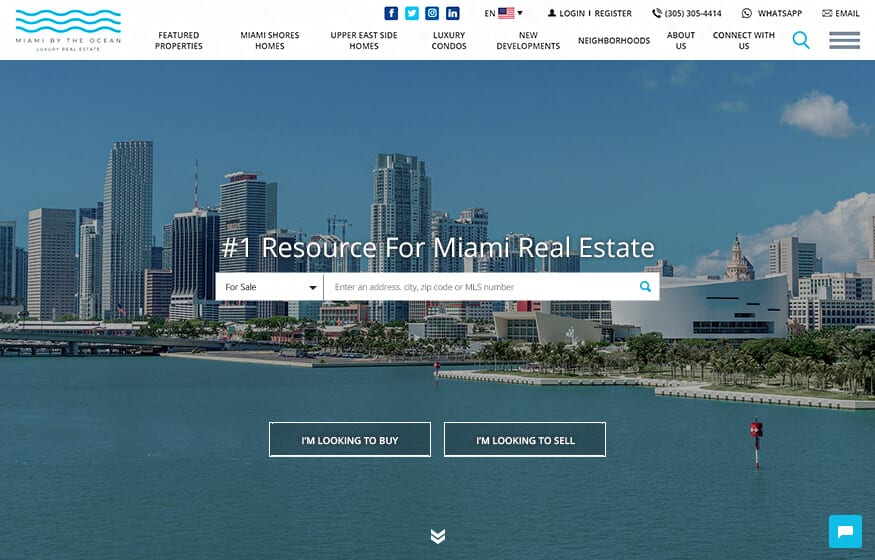 MIAMI BY THE OCEAN
LUXURY REAL ESTATE
EN
LOGIN | REGISTER
(305) 305-4414
WHATSAPP
EMAIL
FEATURED
PROPERTIES
MIAMI SHORES
HOMES
UPPER EAST SIDE
HOMES
LUXURY
CONDOS
NEW
DEVELOPMENTS
NEIGHBORHOODS
ABOUT
US
CONNECT WITH
US
#1 Resource For Miami Real Estate
For Sale
Enter an address, city, zip code or MLS number
I'M LOOKING TO BUY
I'M LOOKING TO SELL